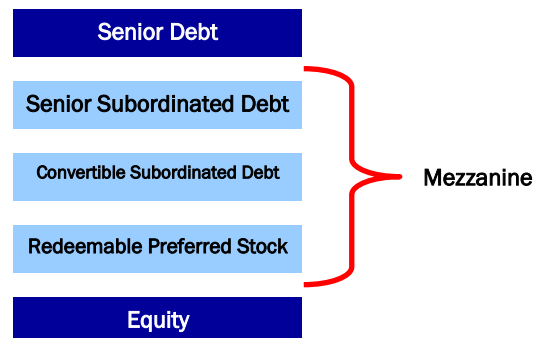 Senior Debt
Senior Subordinated Debt
Convertible Subordinated Debt
Mezzanine
Redeemable Preferred Stock
Equity